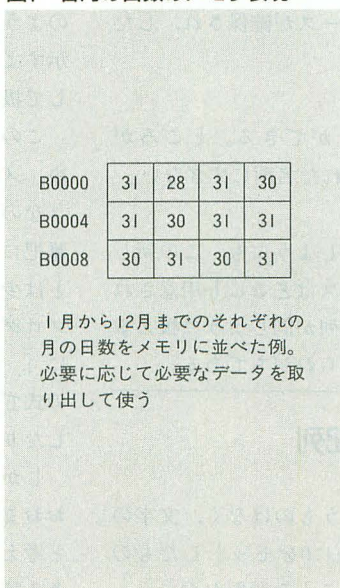 B0000 31 28 31 30
B0004 31 30 31 31
B0008 30 31 30 31
1月から12月までのそれぞれの
月の日数をメモリに並べた例。
必要に応じて必要なデータを取
り出して使う